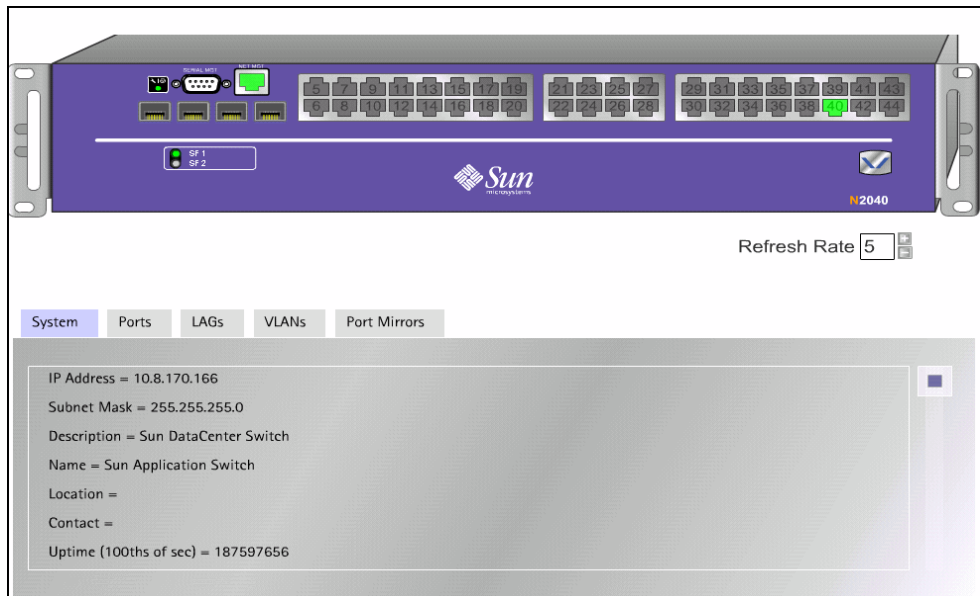 SERIAL MGT
NET MGT
5 7 9 11 13 15 17 19 21 23 25 27 29 31 33 35 37 39 41 43
6 8 10 12 14 16 18 20 22 24 26 28 30 32 34 36 38 40 42 44
SF 1
SF 2
Sun
microsystems
N2040
Refresh Rate 5
System Ports LAGs VLANs Port Mirrors
IP Address = 10.8.170.166
Subnet Mask = 255.255.255.0
Description = Sun DataCenter Switch
Name = Sun Application Switch
Location =
Contact =
Uptime (100ths of sec) = 187597656